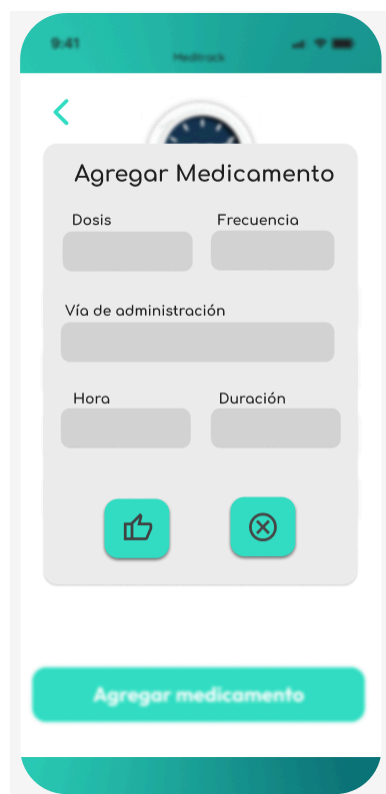 9:41
Medtrack
Agregar Medicamento
Dosis Frecuencia
Vía de administración
Hora Duración
Agregar medicamento